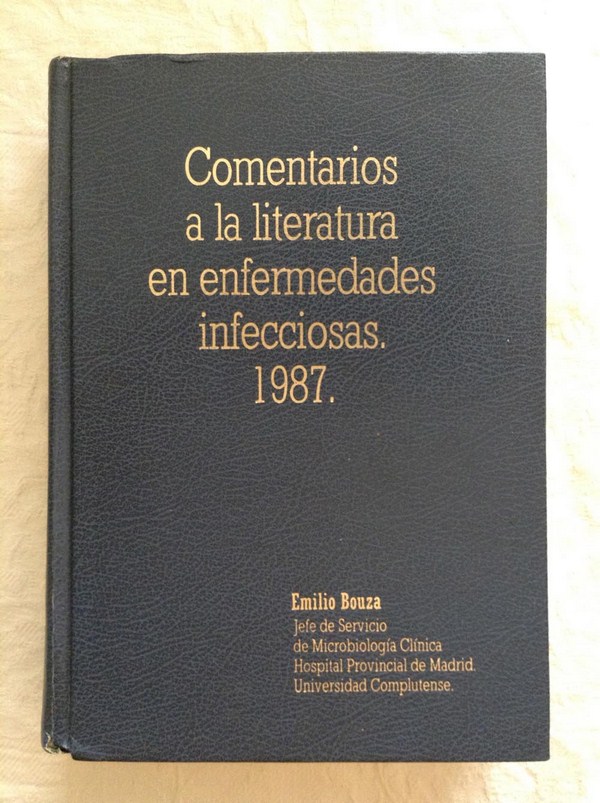 Comentarios
a la literatura
en enfermedades
infecciosas.
1987.
Emilio Bouza
Jefe de Servicio
de Microbiología Clínica
Hospital Provincial de Madrid.
Universidad Complutense.